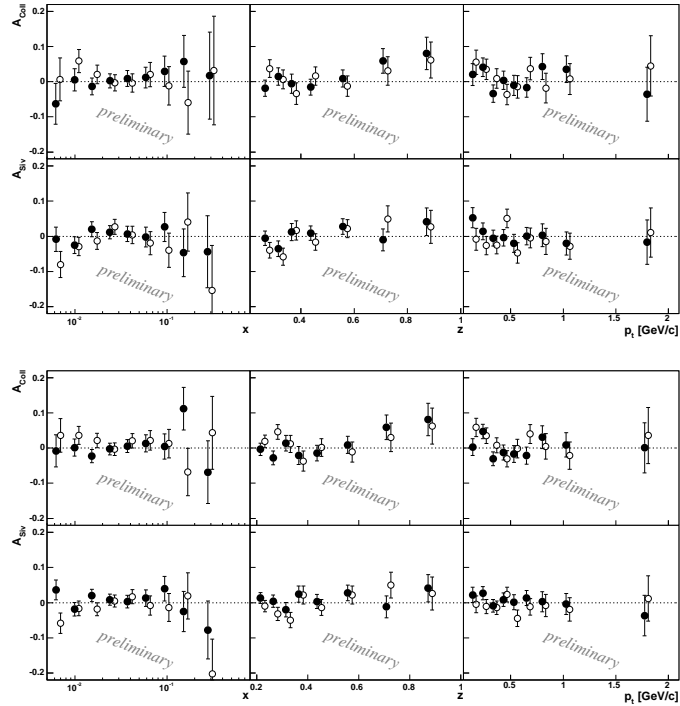 A_Coll
0.2
0.1
0
-0.1
-0.2
preliminary preliminary preliminary
A_Siv
0.2
0.1
0
-0.1
-0.2
preliminary preliminary preliminary
10⁻² 10⁻¹ 0.4 0.6 0.8 1 0.5 1 1.5 2
x z p_t [GeV/c]
A_Coll
0.2
0.1
0
-0.1
-0.2
preliminary preliminary preliminary
A_Siv
0.2
0.1
0
-0.1
-0.2
preliminary preliminary preliminary
10⁻² 10⁻¹ 0.2 0.4 0.6 0.8 1 0.5 1 1.5 2
x z p_t [GeV/c]